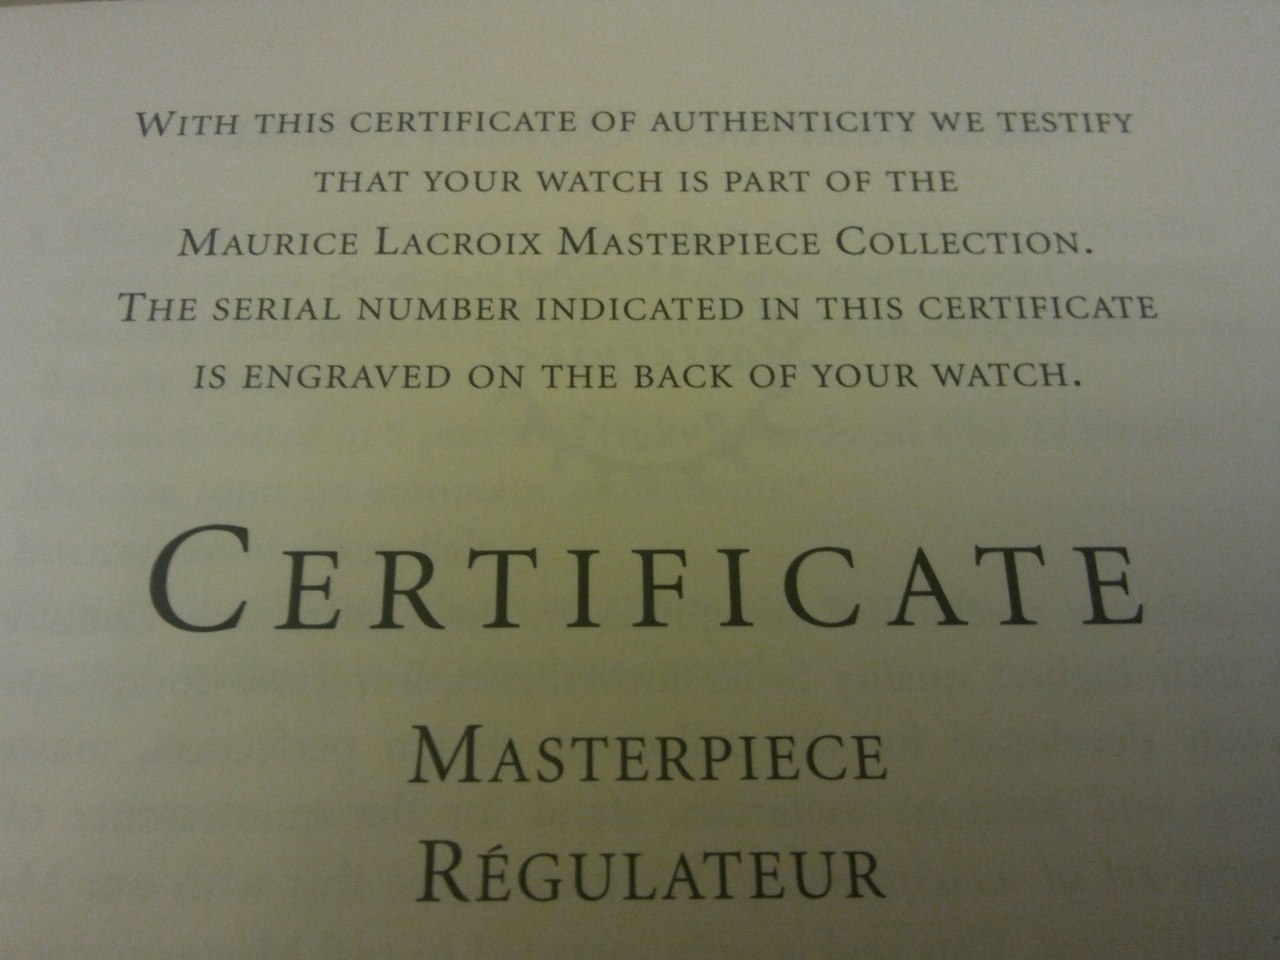 With this certificate of authenticity we testify
that your watch is part of the
Maurice Lacroix Masterpiece Collection.
The serial number indicated in this certificate
is engraved on the back of your watch.
Certificate
Masterpiece
Régulateur